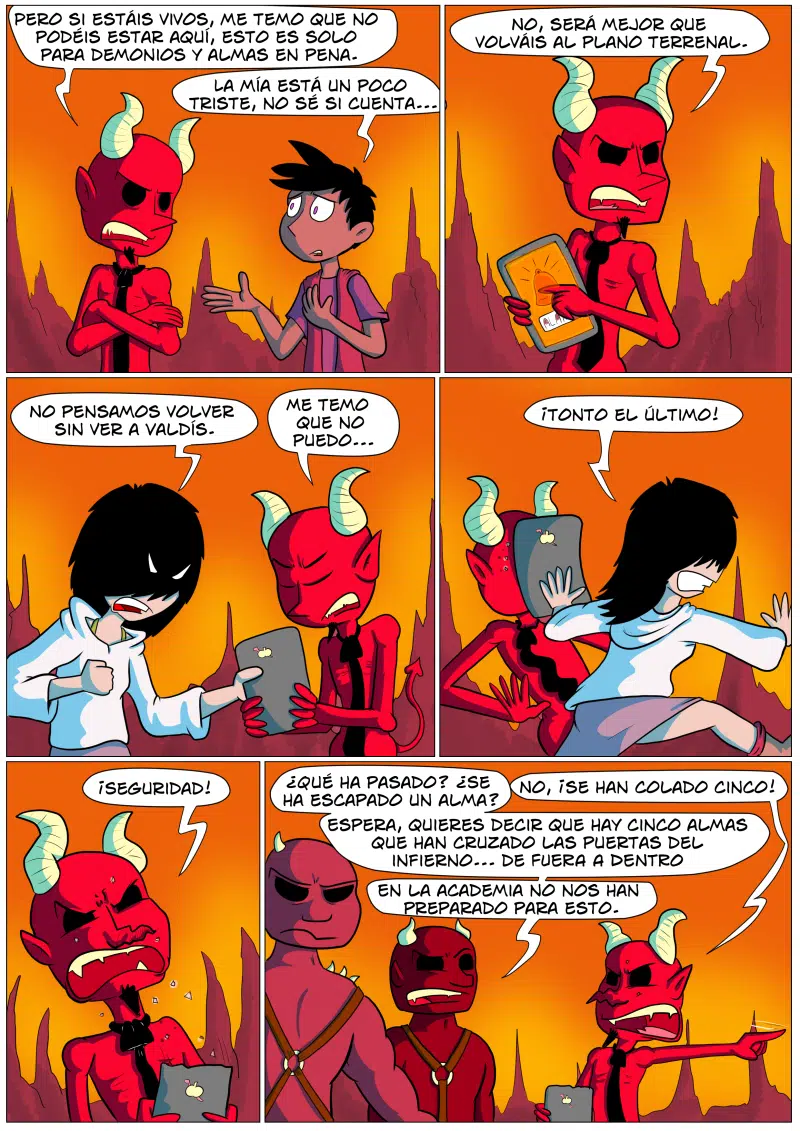 PERO SI ESTÁIS VIVOS, ME TEMO QUE NO
PODÉIS ESTAR AQUÍ, ESTO ES SOLO
PARA DEMONIOS Y ALMAS EN PENA.
LA MÍA ESTÁ UN POCO
TRISTE, NO SÉ SI CUENTA...
NO, SERÁ MEJOR QUE
VOLVÁIS AL PLANO TERRENAL.
NO PENSAMOS VOLVER
SIN VER A VALDÍS.
ME TEMO
QUE NO
PUEDO...
¡TONTO EL ÚLTIMO!
¡SEGURIDAD!
¿QUÉ HA PASADO? ¿SE
HA ESCAPADO UN ALMA?
NO, ¡SE HAN COLADO CINCO!
ESPERA, QUIERES DECIR QUE HAY CINCO ALMAS
QUE HAN CRUZADO LAS PUERTAS DEL
INFIERNO... DE FUERA A DENTRO
EN LA ACADEMIA NO NOS HAN
PREPARADO PARA ESTO.